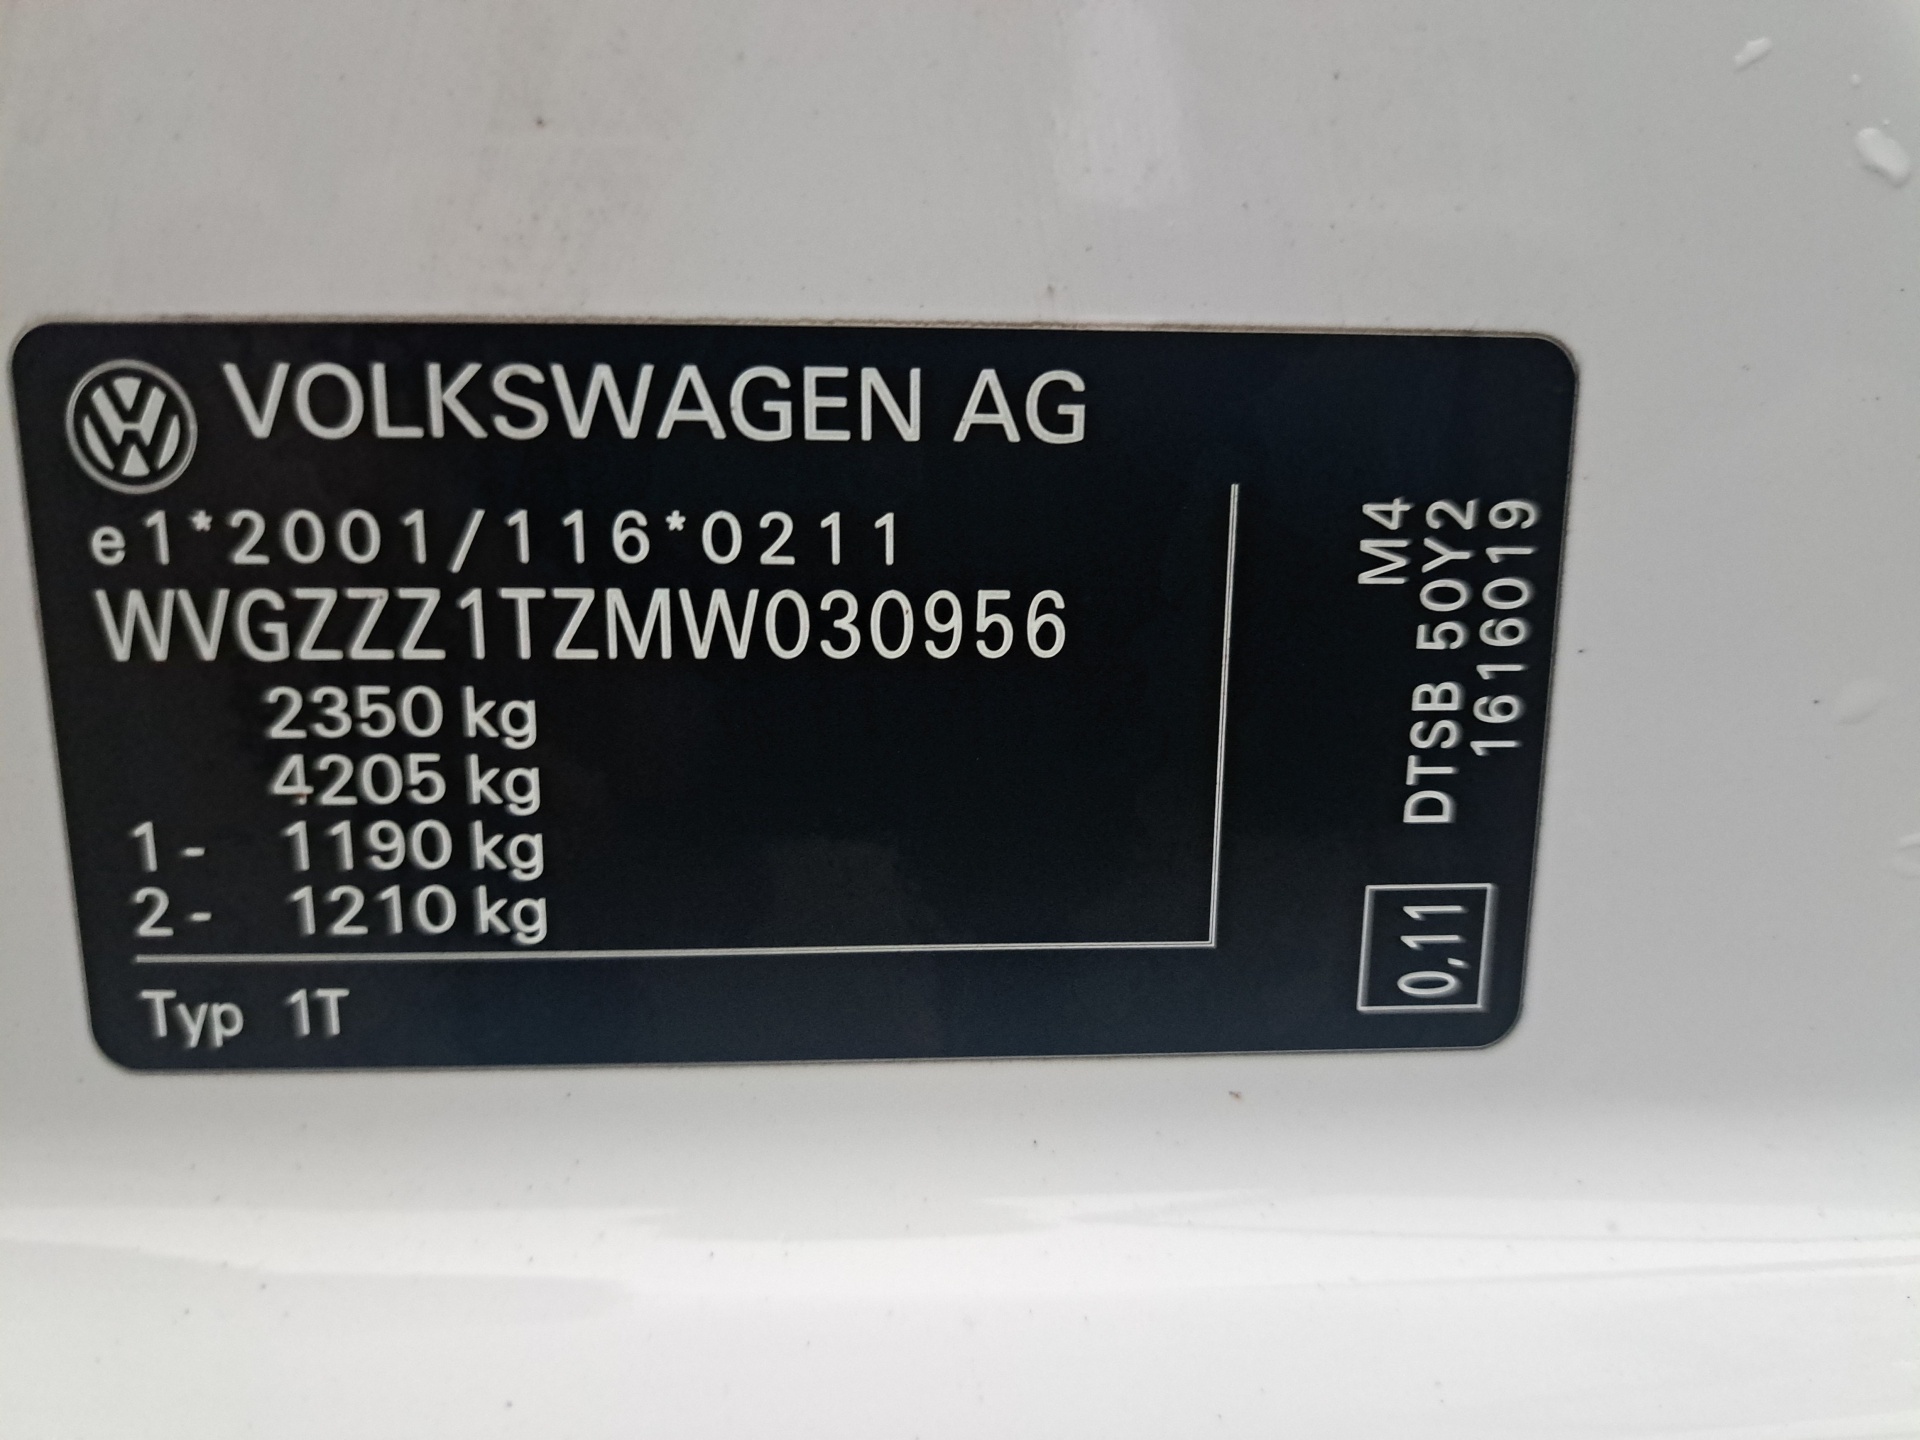 VOLKSWAGEN AG
e1*2001/116*0211
WVGZZZ1TZMW030956
2350 kg
4205 kg
1- 1190 kg
2- 1210 kg
Typ 1T
M4
DTSB 50Y2
1616019
0,11